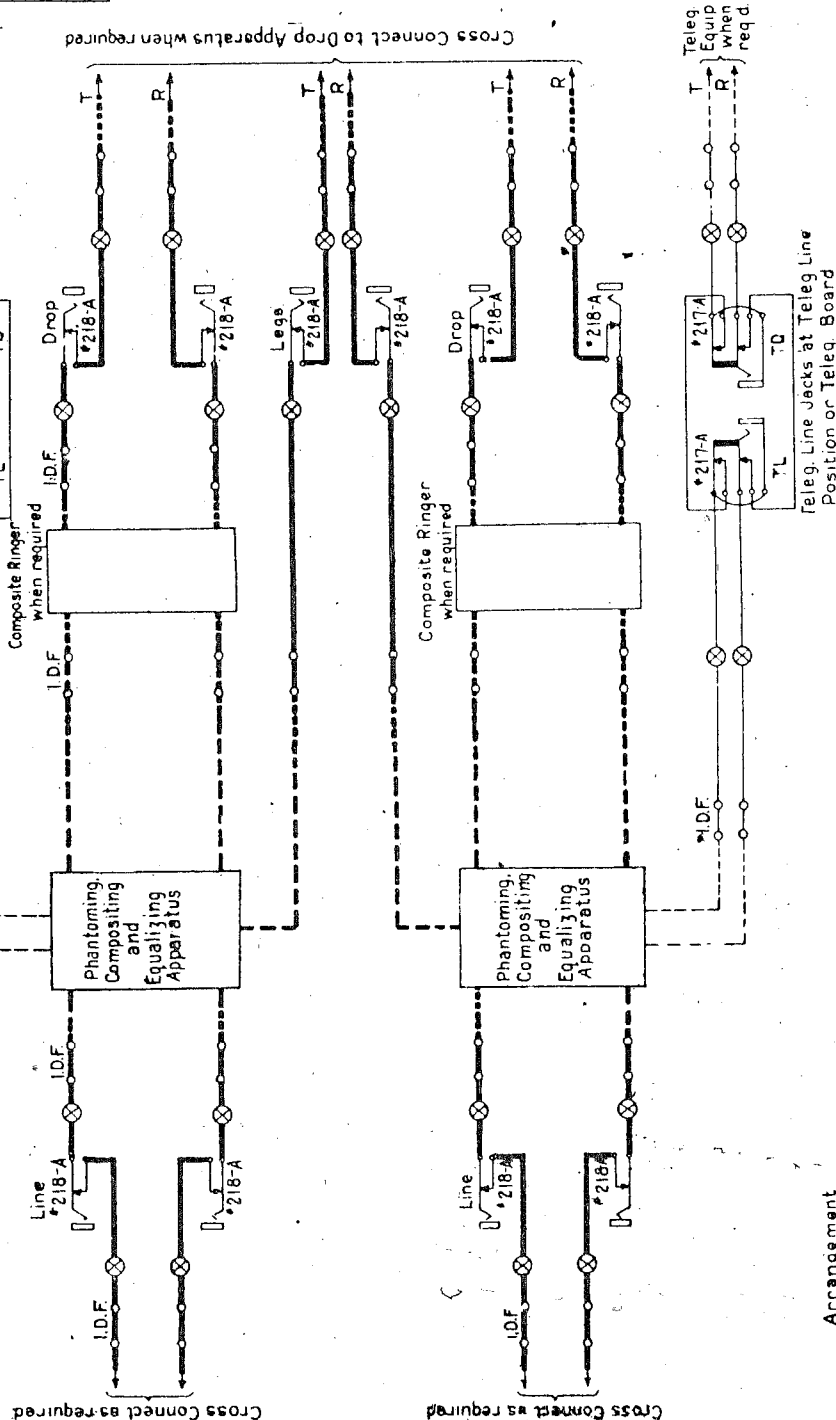 Cross Connect to Drop Apparatus when required
Cross Connect as required
Cross Connect as required
Composite Ringer
when required
Line
#218-A
#218-A
I.D.F.
I.D.F.
Phantoming,
Compositing
and
Equalizing
Apparatus
I.D.F.
I.D.F.
Drop
#218-A
#218-A
T
R
Legs
#218-A
#218-A
T
R
Composite Ringer
when required
Line
#218-A
#218A
I.D.F.
Phantoming,
Compositing
and
Equalizing
Apparatus
Drop
#218-A
#218-A
T
R
*I.D.F.
#217-A
#217-A
TL
TD
T
R
Teleg.
Equip
when
req'd.
Teleg. Line Jacks at Teleg Line
Position or Teleg. Board
Arrangement